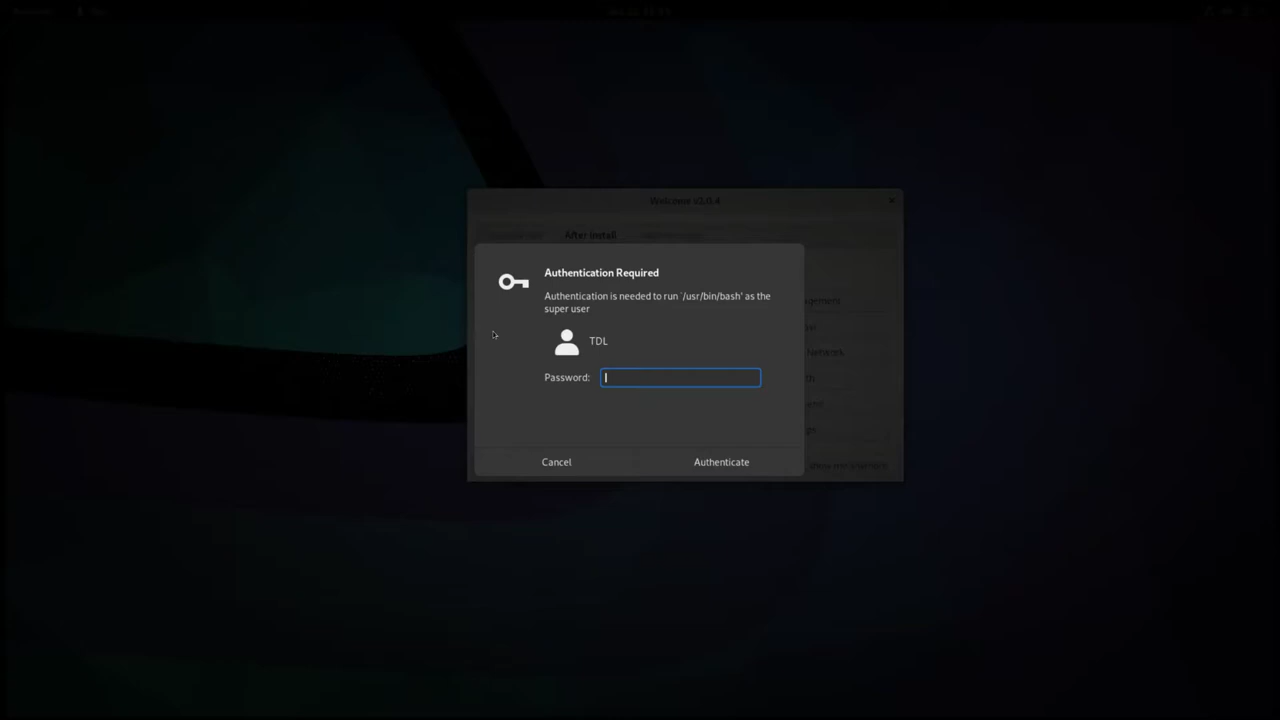 Welcome v2.0.4
After Install
Authentication Required
Authentication is needed to run `/usr/bin/bash' as the
super user
TDL
Password:
Network
Cancel
Authenticate